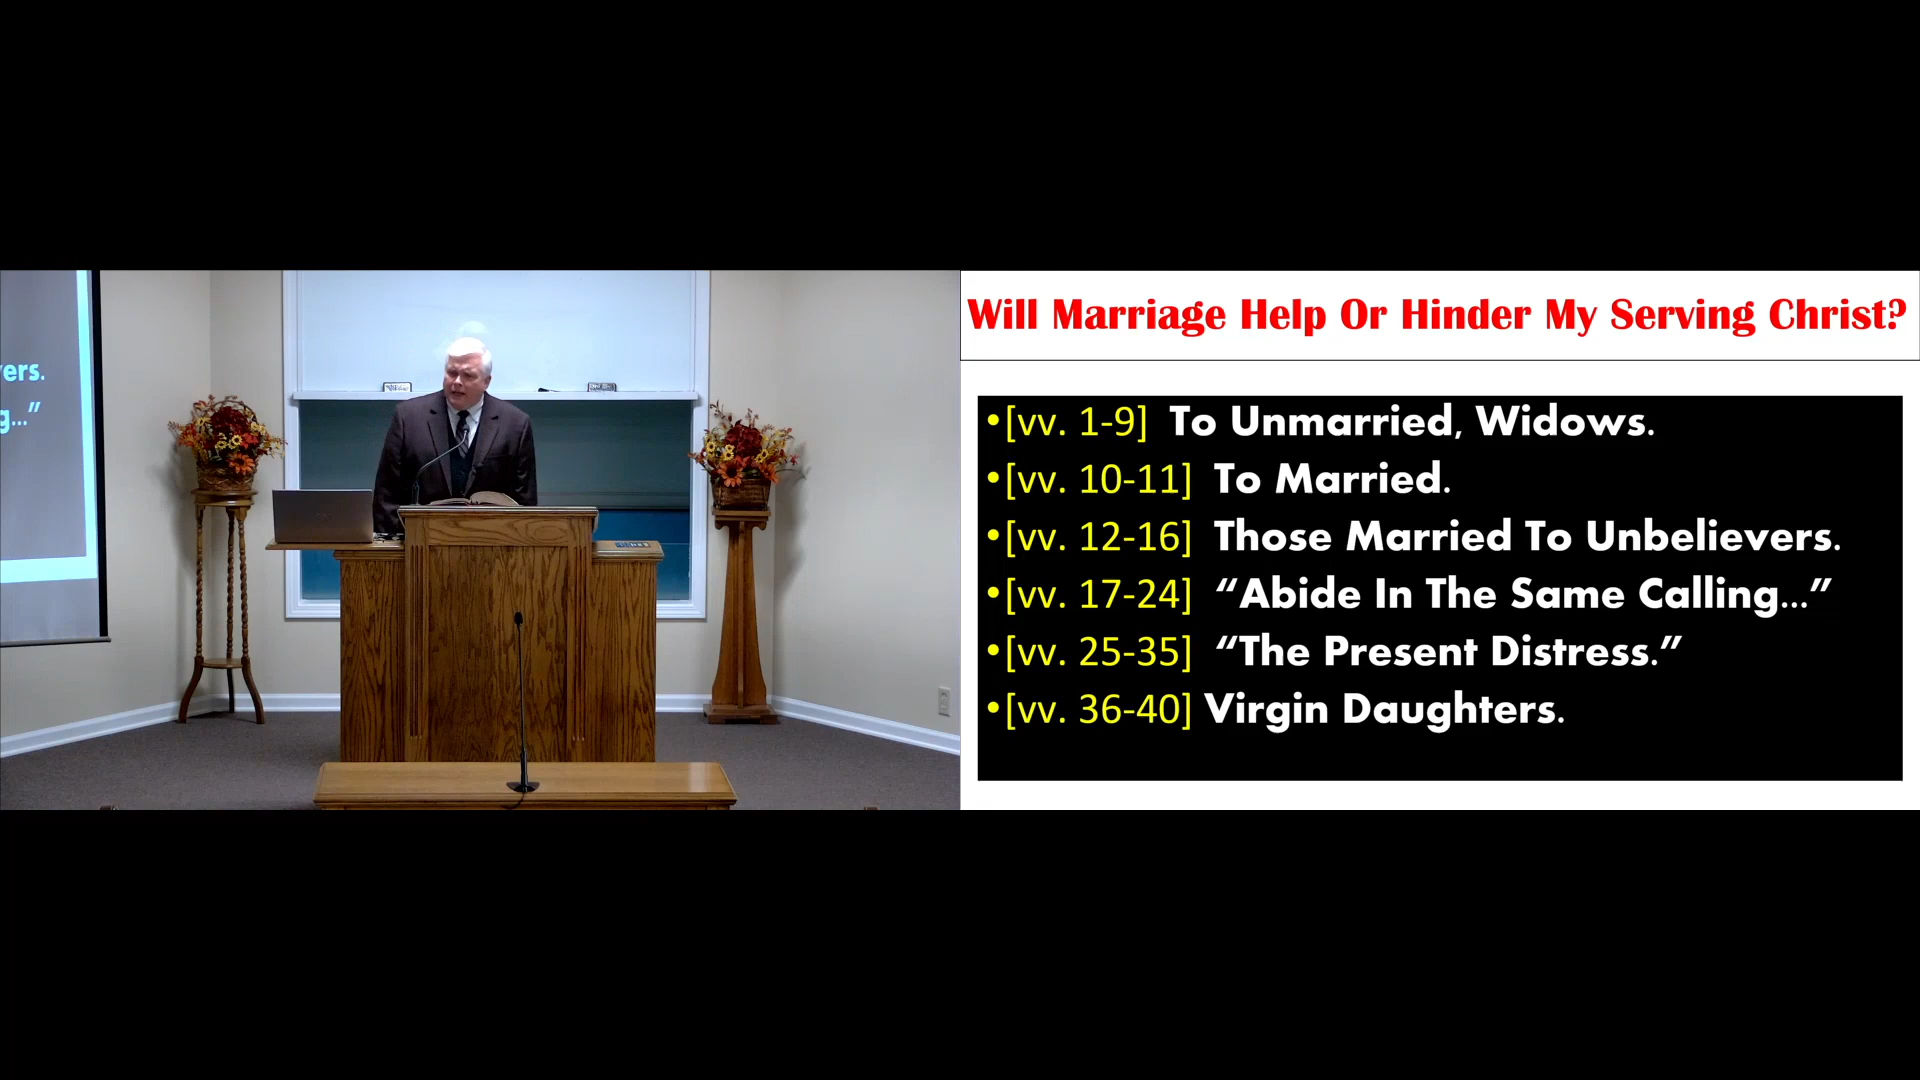 ers.
g...”
Will Marriage Help Or Hinder My Serving Christ?
•[vv. 1-9] To Unmarried, Widows.
•[vv. 10-11] To Married.
•[vv. 12-16] Those Married To Unbelievers.
•[vv. 17-24] “Abide In The Same Calling...”
•[vv. 25-35] “The Present Distress.”
•[vv. 36-40] Virgin Daughters.